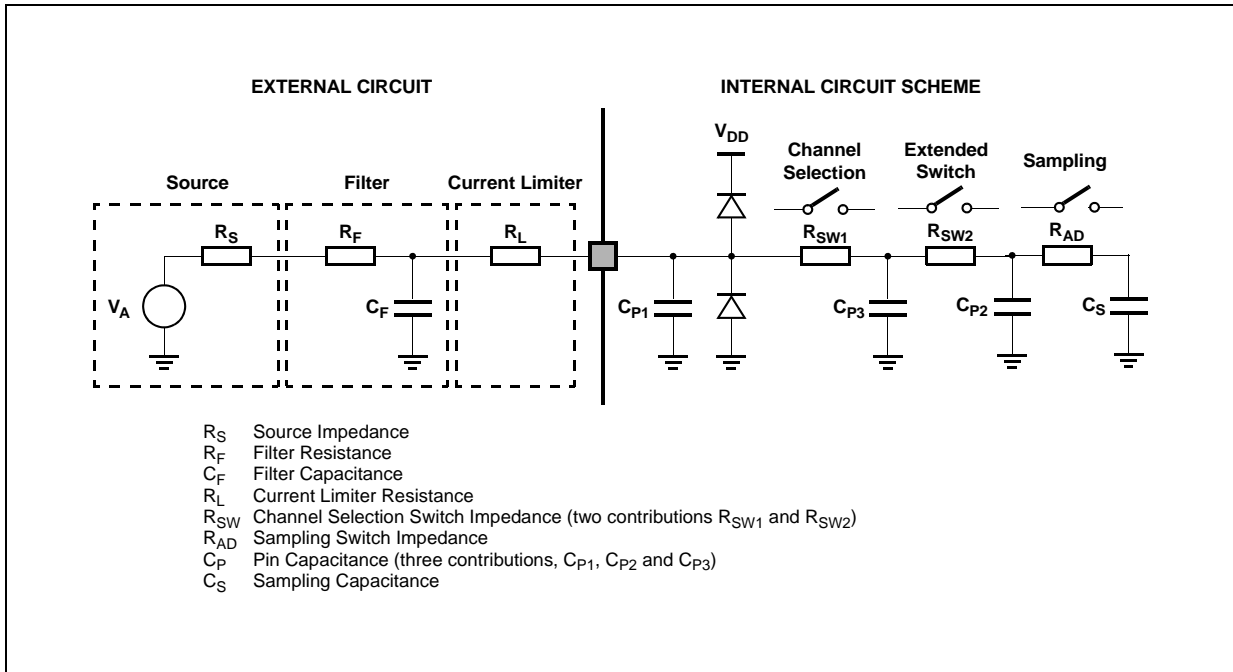 EXTERNAL CIRCUIT
INTERNAL CIRCUIT SCHEME
Source
Filter
Current Limiter
VDD
Channel
Selection
Extended
Switch
Sampling
RS
RF
RL
RSW1
RSW2
RAD
VA
CF
CP1
CP3
CP2
CS
RS Source Impedance
RF Filter Resistance
CF Filter Capacitance
RL Current Limiter Resistance
RSW Channel Selection Switch Impedance (two contributions RSW1 and RSW2)
RAD Sampling Switch Impedance
CP Pin Capacitance (three contributions, CP1, CP2 and CP3)
CS Sampling Capacitance